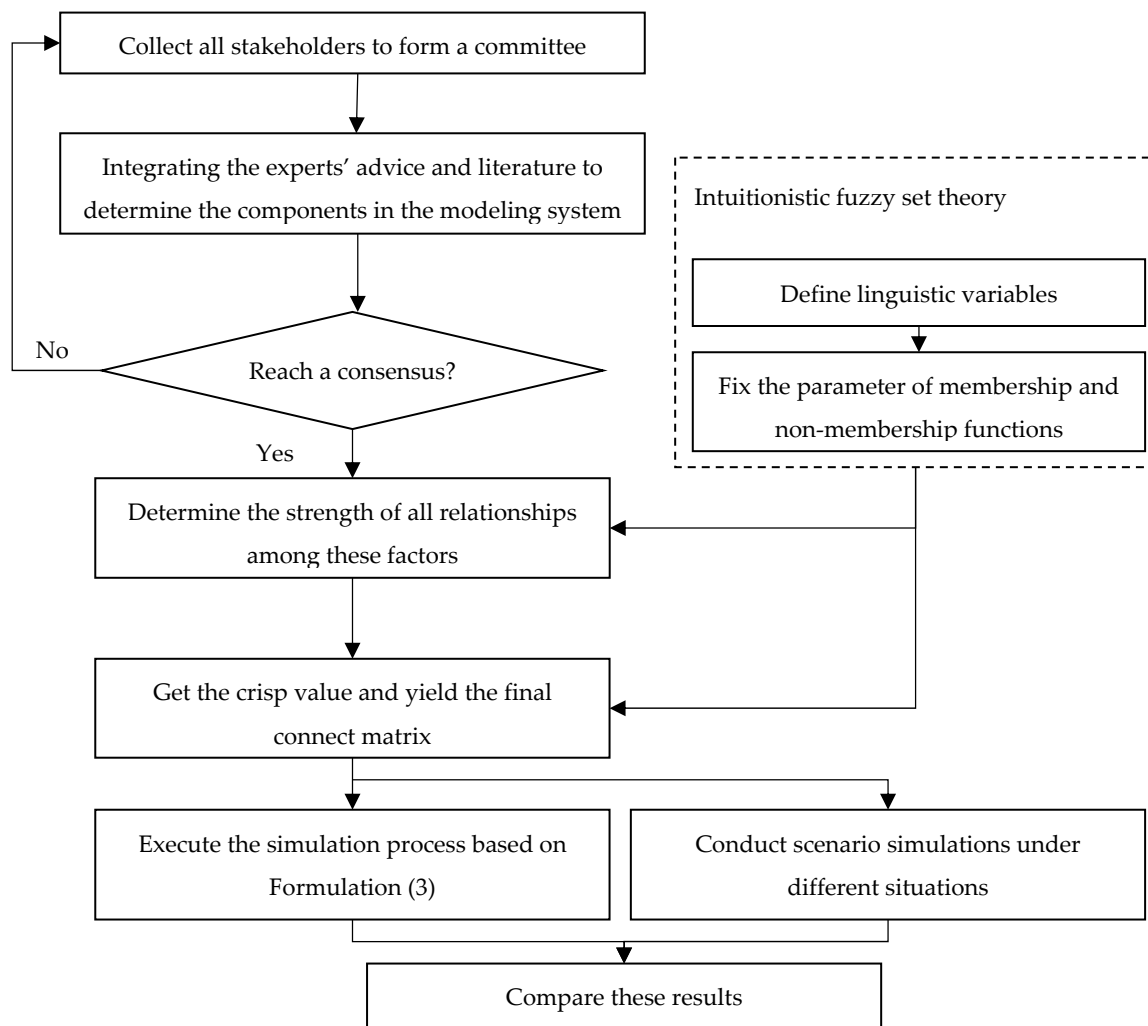 Collect all stakeholders to form a committee
Integrating the experts' advice and literature to
determine the components in the modeling system
Intuitionistic fuzzy set theory
Define linguistic variables
No
Reach a consensus?
Fix the parameter of membership and
non-membership functions
Yes
Determine the strength of all relationships
among these factors
Get the crisp value and yield the final
connect matrix
Execute the simulation process based on
Formulation (3)
Conduct scenario simulations under
different situations
Compare these results